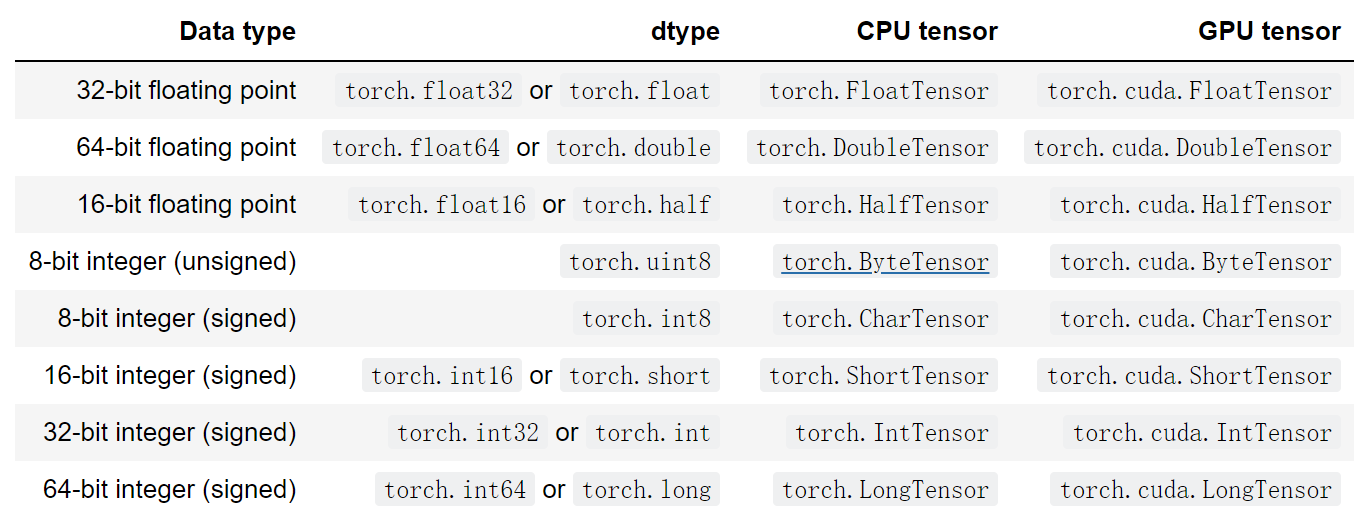 Data type dtype CPU tensor GPU tensor
32-bit floating point torch.float32 or torch.float torch.FloatTensor torch.cuda.FloatTensor
64-bit floating point torch.float64 or torch.double torch.DoubleTensor torch.cuda.DoubleTensor
16-bit floating point torch.float16 or torch.half torch.HalfTensor torch.cuda.HalfTensor
8-bit integer (unsigned) torch.uint8 torch.ByteTensor torch.cuda.ByteTensor
8-bit integer (signed) torch.int8 torch.CharTensor torch.cuda.CharTensor
16-bit integer (signed) torch.int16 or torch.short torch.ShortTensor torch.cuda.ShortTensor
32-bit integer (signed) torch.int32 or torch.int torch.IntTensor torch.cuda.IntTensor
64-bit integer (signed) torch.int64 or torch.long torch.LongTensor torch.cuda.LongTensor